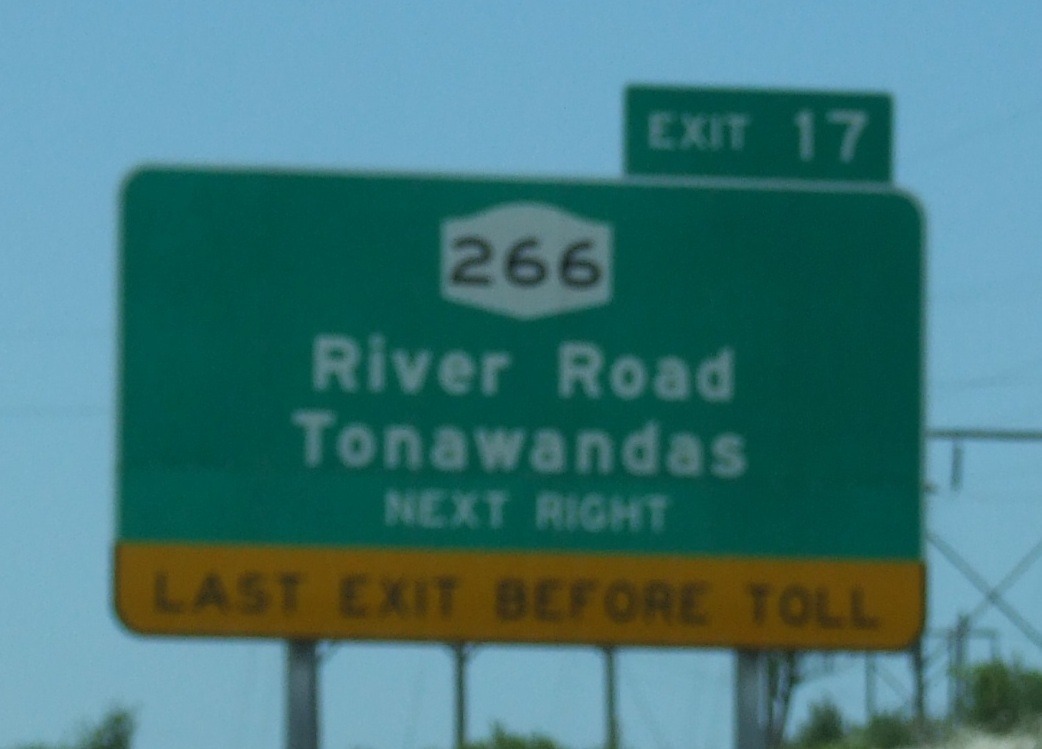 EXIT 17
266
River Road
Tonawandas
NEXT RIGHT
LAST EXIT BEFORE TOLL